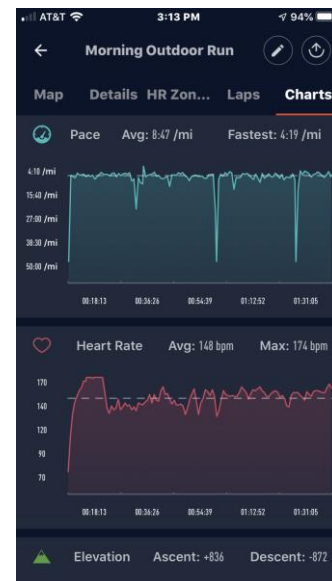 AT&T 3:13 PM 94%
Morning Outdoor Run
Map Details HR Zon... Laps Charts
Pace Avg: 8:47 /mi Fastest: 4:19 /mi
4:10 /mi
15:40 /mi
27:00 /mi
38:30 /mi
50:00 /mi
00:18:13 00:36:26 00:54:39 01:12:52 01:31:05
Heart Rate Avg: 148 bpm Max: 174 bpm
170
140
120
90
70
00:18:13 00:36:26 00:54:39 01:12:52 01:31:05
Elevation Ascent: +836 Descent: -872